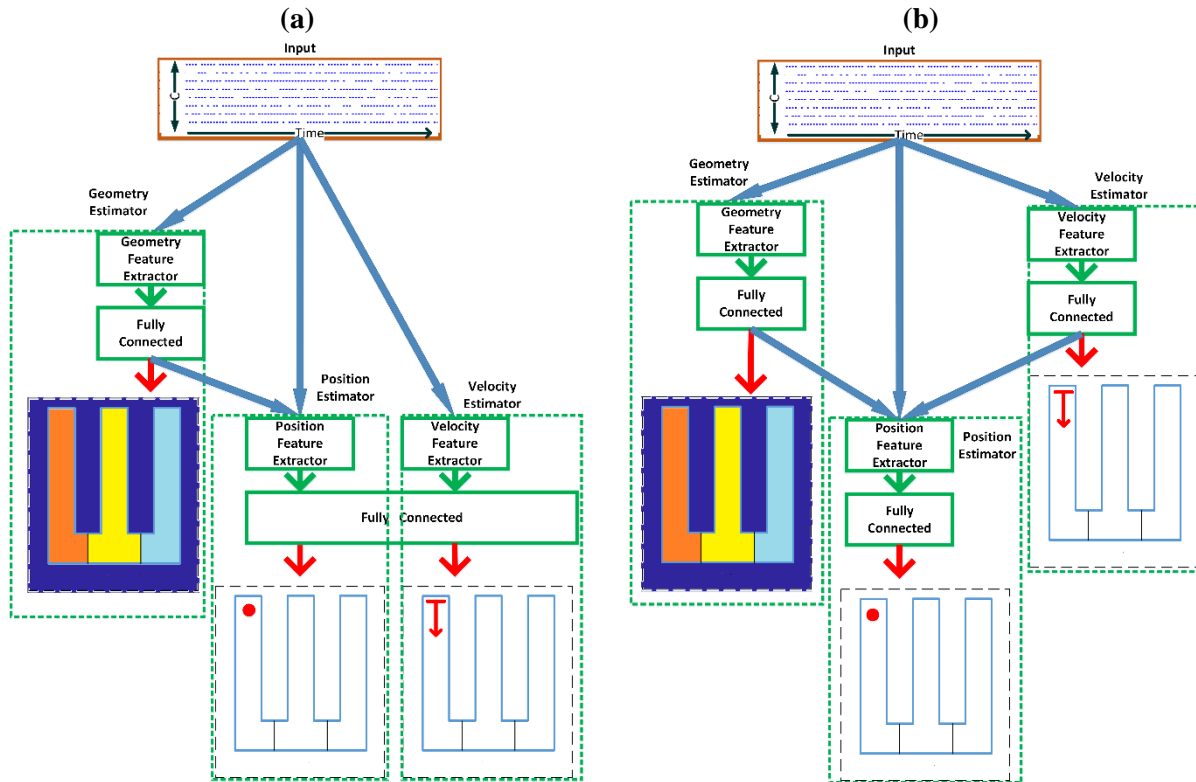 (a)
Input
C
Time
Geometry
Estimator
Geometry
Feature
Extractor
Fully
Connected
Position
Estimator
Velocity
Estimator
Position
Feature
Extractor
Velocity
Feature
Extractor
Fully Connected
(b)
Input
C
Time
Geometry
Estimator
Velocity
Estimator
Geometry
Feature
Extractor
Velocity
Feature
Extractor
Fully
Connected
Fully
Connected
Position
Feature
Extractor
Position
Estimator
Fully
Connected